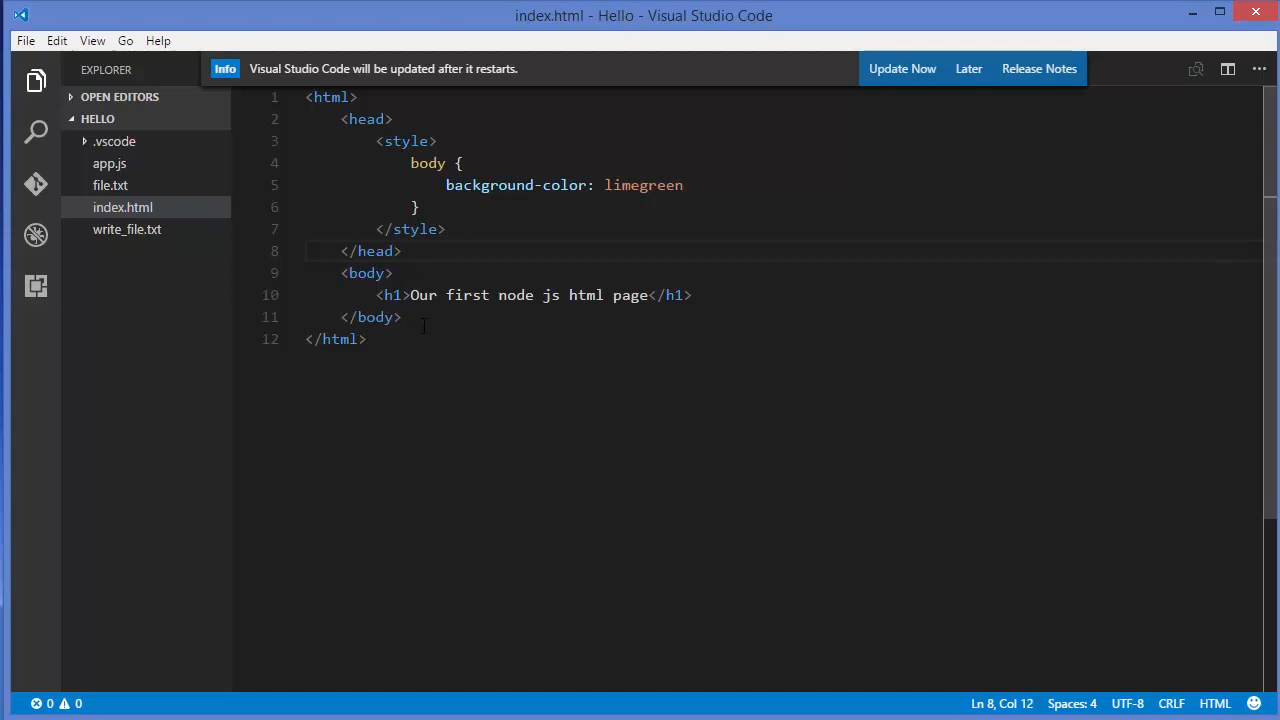 index.html - Hello - Visual Studio Code
File Edit View Go Help
EXPLORER
Info Visual Studio Code will be updated after it restarts. Update Now Later Release Notes
OPEN EDITORS
HELLO
.vscode
app.js
file.txt
index.html
write_file.txt
1 <html>
2 <head>
3 <style>
4 body {
5 background-color: limegreen
6 }
7 </style>
8 </head>
9 <body>
10 <h1>Our first node js html page</h1>
11 </body>
12 </html>
0 0 Ln 8, Col 12 Spaces: 4 UTF-8 CRLF HTML